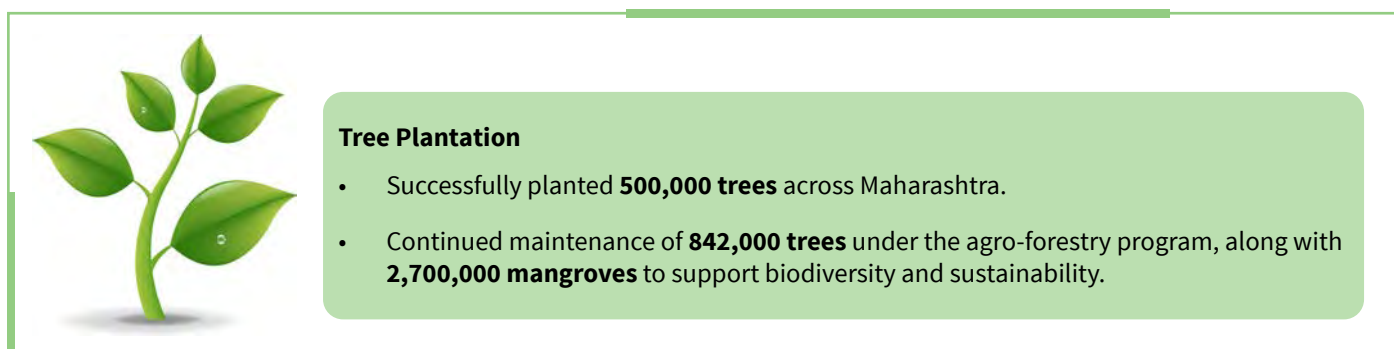 Tree Plantation
• Successfully planted 500,000 trees across Maharashtra.
• Continued maintenance of 842,000 trees under the agro-forestry program, along with
2,700,000 mangroves to support biodiversity and sustainability.